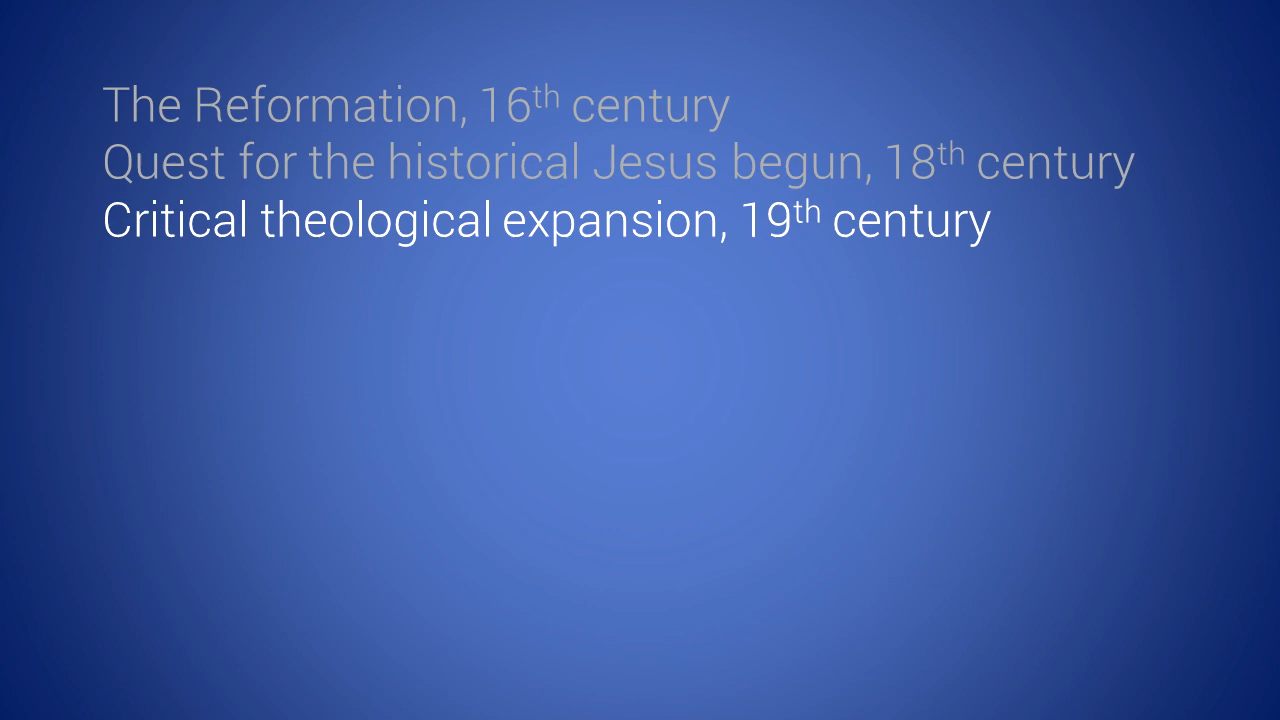 The Reformation, 16th century
Quest for the historical Jesus begun, 18th century
Critical theological expansion, 19th century